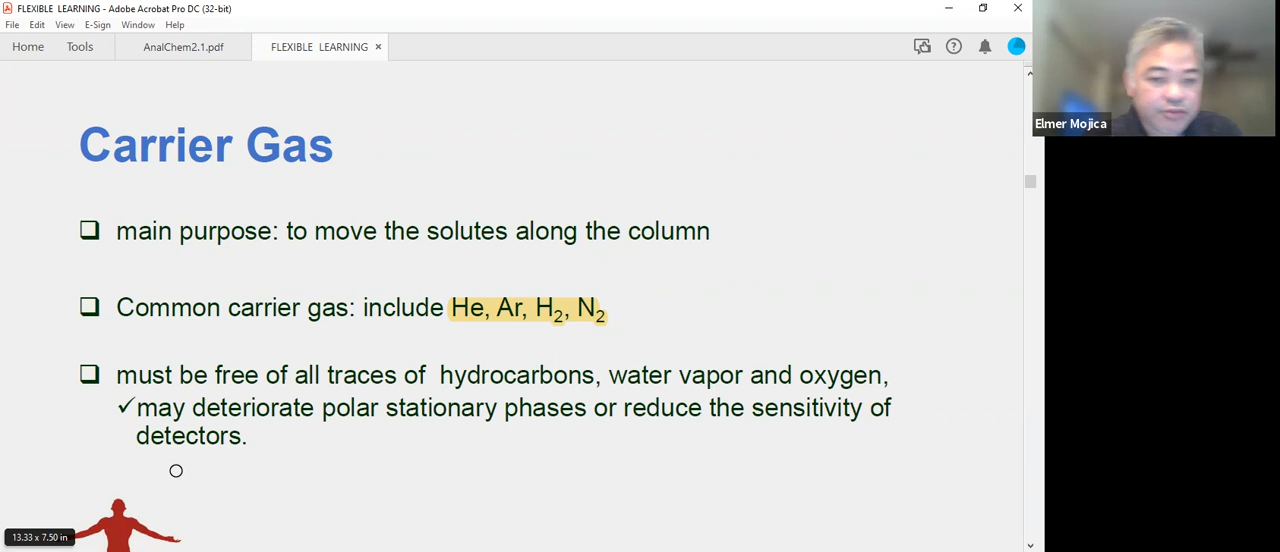 FLEXIBLE LEARNING - Adobe Acrobat Pro DC (32-bit)
File Edit View E-Sign Window Help
Home Tools AnalChem2.1.pdf FLEXIBLE LEARNING ×
Elmer Mojica
Carrier Gas
❑ main purpose: to move the solutes along the column
❑ Common carrier gas: include He, Ar, H₂, N₂
❑ must be free of all traces of hydrocarbons, water vapor and oxygen,
✓may deteriorate polar stationary phases or reduce the sensitivity of
detectors.
13.33 x 7.50 in